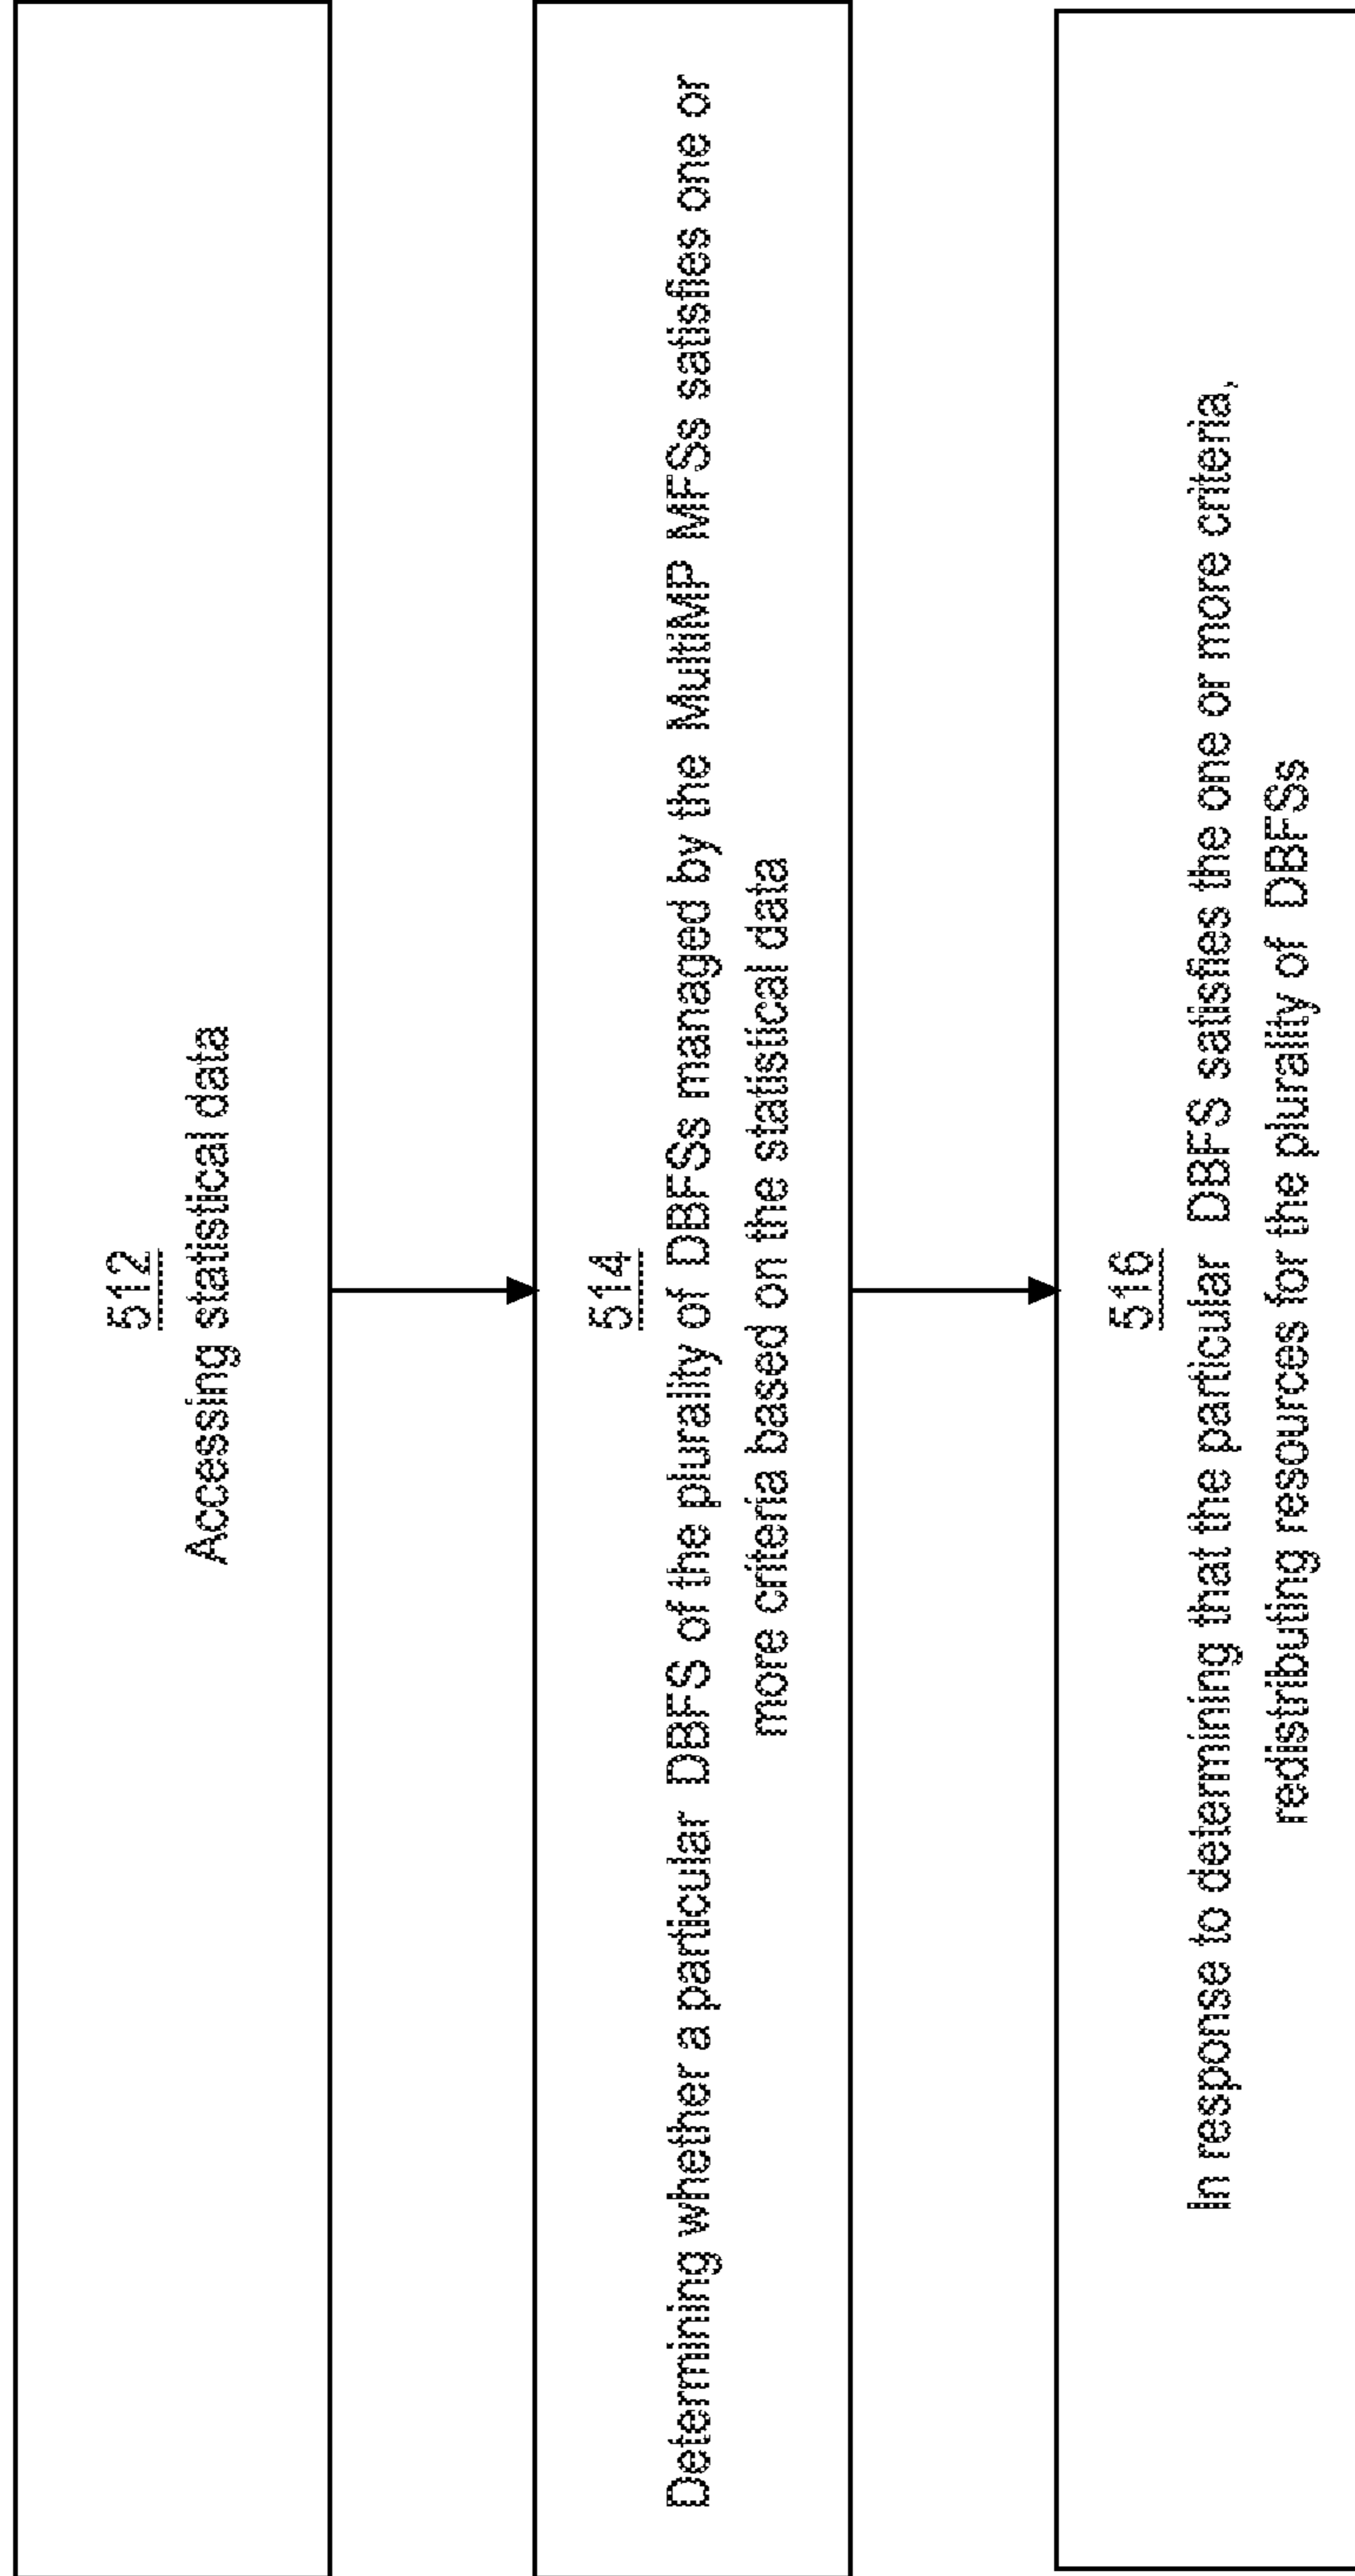 512
Accessing statistical data
514
Determining whether a particular DBFS of the plurality of DBFSs managed by the MultiMP MFSs satisfies one or
more criteria based on the statistical data
516
In response to determining that the particular DBFS satisfies the one or more criteria,
redistributing resources for the plurality of DBFSs